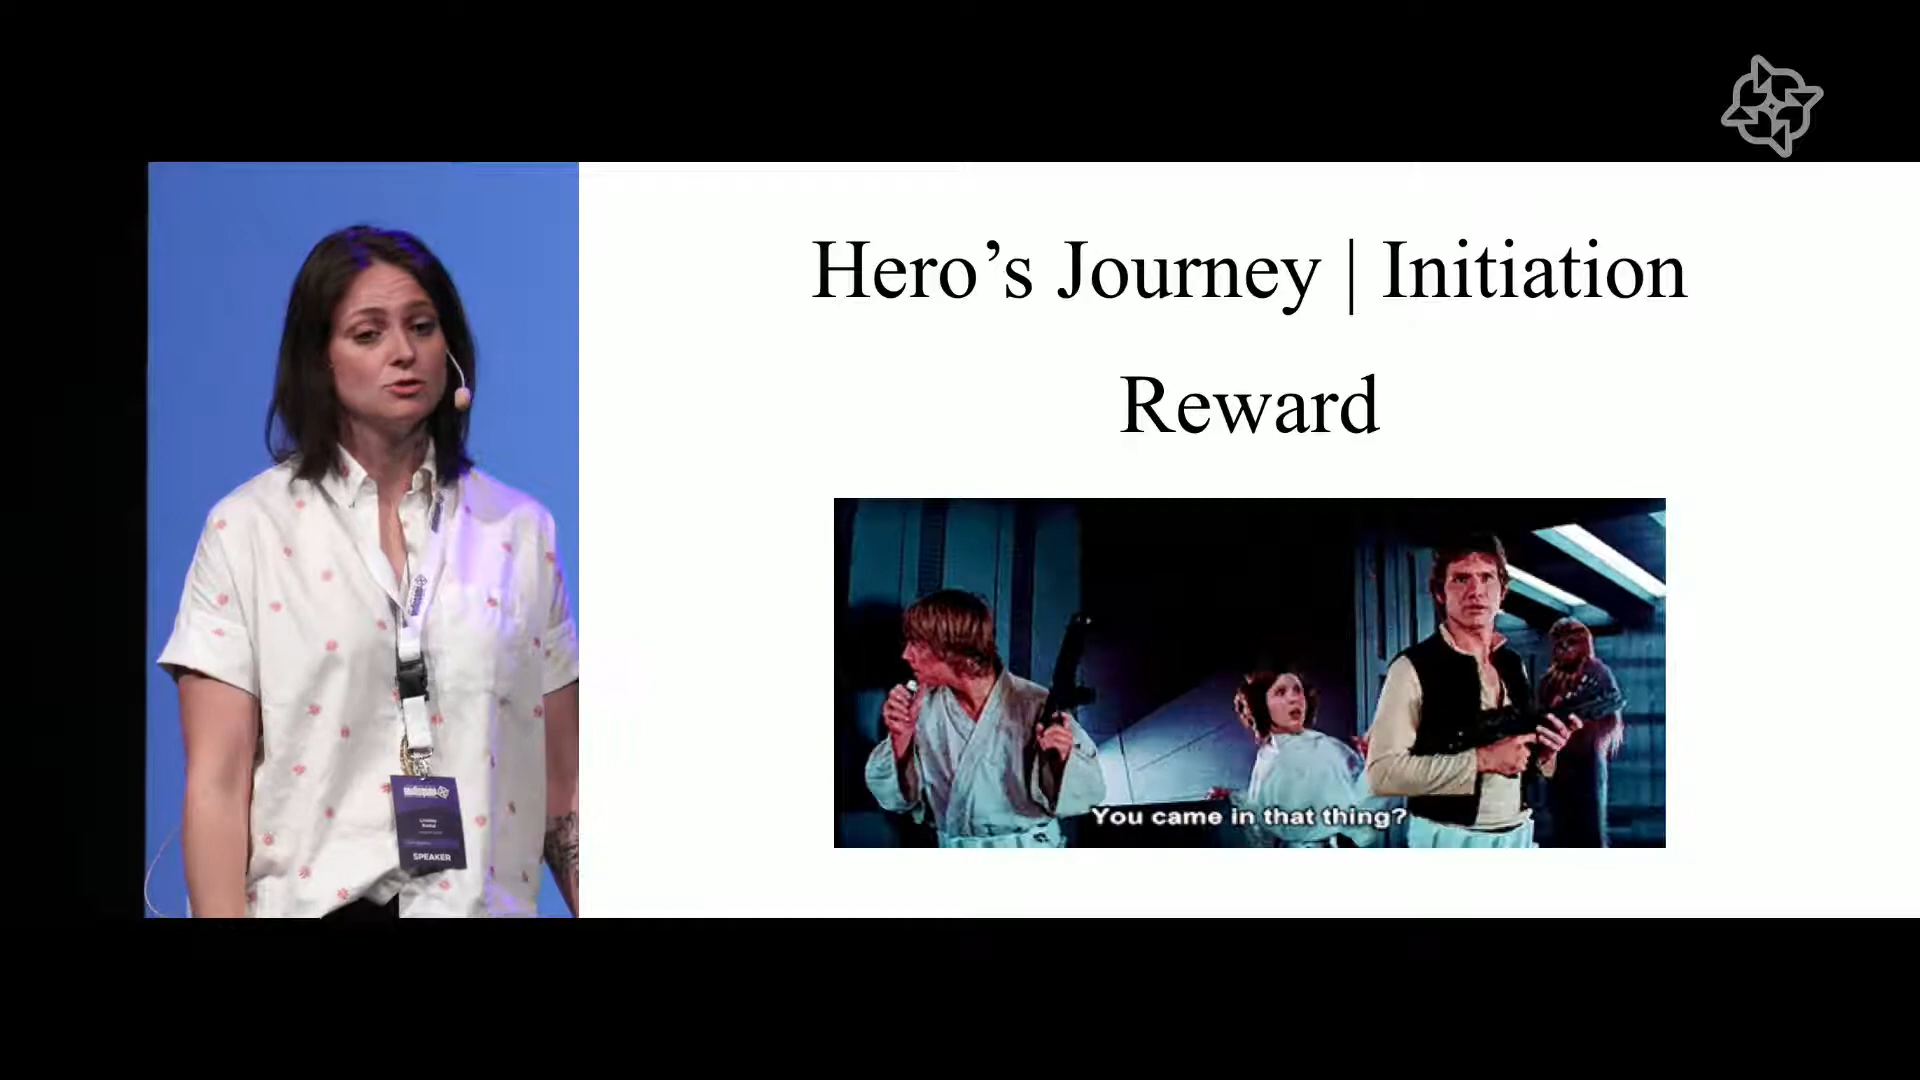 Hero’s Journey | Initiation
Reward
You came in that thing?
SPEAKER